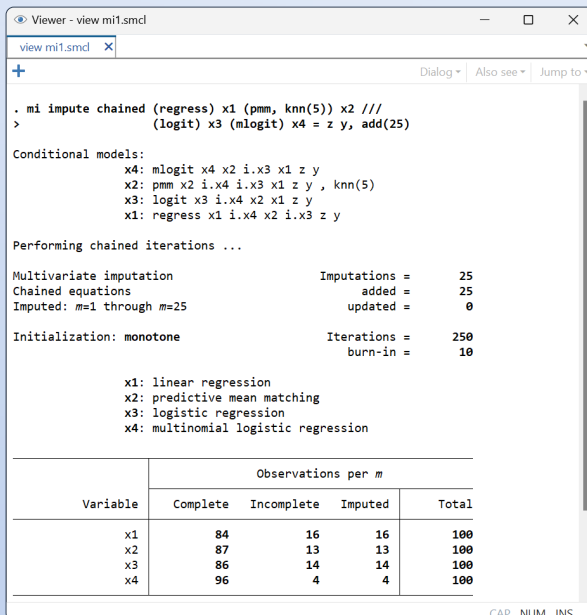 Viewer - view mi1.smcl
view mi1.smcl
Dialog Also see Jump to
. mi impute chained (regress) x1 (pmm, knn(5)) x2 ///
> (logit) x3 (mlogit) x4 = z y, add(25)
Conditional models:
x4: mlogit x4 x2 i.x3 x1 z y
x2: pmm x2 i.x4 i.x3 x1 z y , knn(5)
x3: logit x3 i.x4 x2 x1 z y
x1: regress x1 i.x4 x2 i.x3 z y
Performing chained iterations ...
Multivariate imputation Imputations = 25
Chained equations added = 25
Imputed: m=1 through m=25 updated = 0
Initialization: monotone Iterations = 250
burn-in = 10
x1: linear regression
x2: predictive mean matching
x3: logistic regression
x4: multinomial logistic regression
Observations per m
Variable Complete Incomplete Imputed Total
x1 84 16 16 100
x2 87 13 13 100
x3 86 14 14 100
x4 96 4 4 100
CAP NUM INS